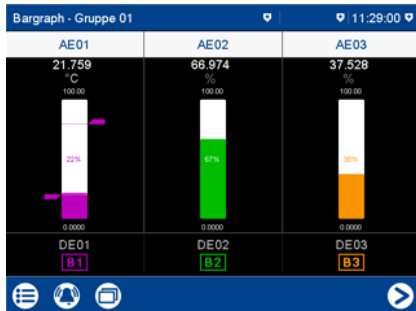 Bargraph - Gruppe 01 11:29:00
AE01 AE02 AE03
21.759 66.974 37.528
°C % %
100.00 100.00 100.00
22% 67% 38%
0.0000 0.0000 0.0000
DE01 DE02 DE03
B1 B2 B3